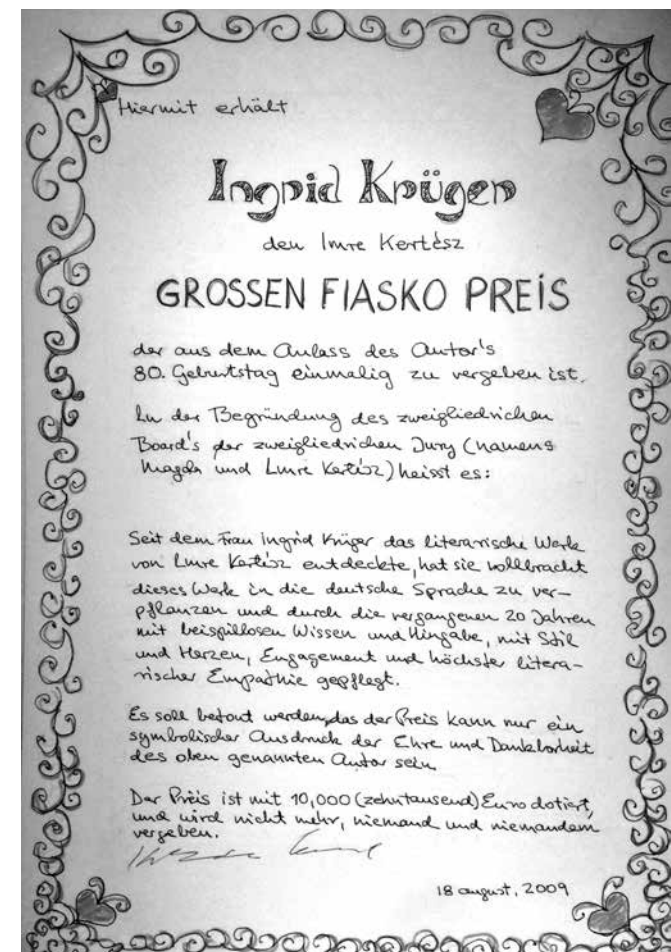 Hiermit erhält
Ingrid Krüger
den Imre Kertész
GROSSEN FIASKO PREIS
der aus dem Anlass des Autor's
80. Geburtstag einmalig zu vergeben ist.
In der Begründung des zweigliedrichen
Board's der zweigliedrichen Jury (namens
Magda und Imre Kertész) heisst es:
Seit dem Frau Ingrid Krüger das literarische Werk
von Imre Kertész entdeckte, hat sie vollbracht
dieses Werk in die deutsche Sprache zu ver-
pflanzen und durch die vergangenen 20 Jahren
mit beispillosen Wissen und Hingabe, mit Stil
und Herzen, Engagement und höchster litera-
rischer Empathie gepflegt.
Es soll betont werden, das der Preis kann nur ein
symbolischer Ausdruck der Ehre und Dankbarkeit
des oben genannten Autor sein.
Der Preis ist mit 10,000 (zehntausend) Euro dotiert,
und wird nicht mehr, niemand und niemandem
vergeben.
18 august, 2009